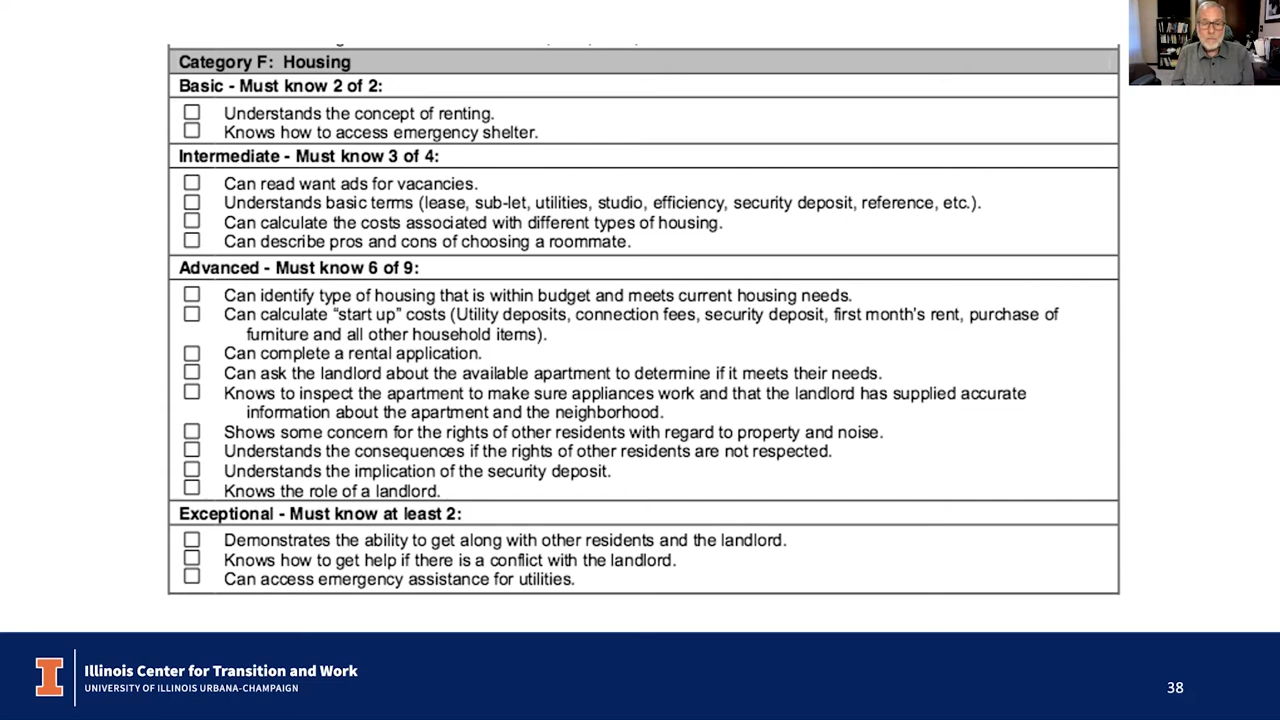 Category F: Housing
Basic - Must know 2 of 2:
Understands the concept of renting.
Knows how to access emergency shelter.
Intermediate - Must know 3 of 4:
Can read want ads for vacancies.
Understands basic terms (lease, sub-let, utilities, studio, efficiency, security deposit, reference, etc.).
Can calculate the costs associated with different types of housing.
Can describe pros and cons of choosing a roommate.
Advanced - Must know 6 of 9:
Can identify type of housing that is within budget and meets current housing needs.
Can calculate “start up” costs (Utility deposits, connection fees, security deposit, first month’s rent, purchase of
furniture and all other household items).
Can complete a rental application.
Can ask the landlord about the available apartment to determine if it meets their needs.
Knows to inspect the apartment to make sure appliances work and that the landlord has supplied accurate
information about the apartment and the neighborhood.
Shows some concern for the rights of other residents with regard to property and noise.
Understands the consequences if the rights of other residents are not respected.
Understands the implication of the security deposit.
Knows the role of a landlord.
Exceptional - Must know at least 2:
Demonstrates the ability to get along with other residents and the landlord.
Knows how to get help if there is a conflict with the landlord.
Can access emergency assistance for utilities.
I
Illinois Center for Transition and Work
UNIVERSITY OF ILLINOIS URBANA-CHAMPAIGN
38